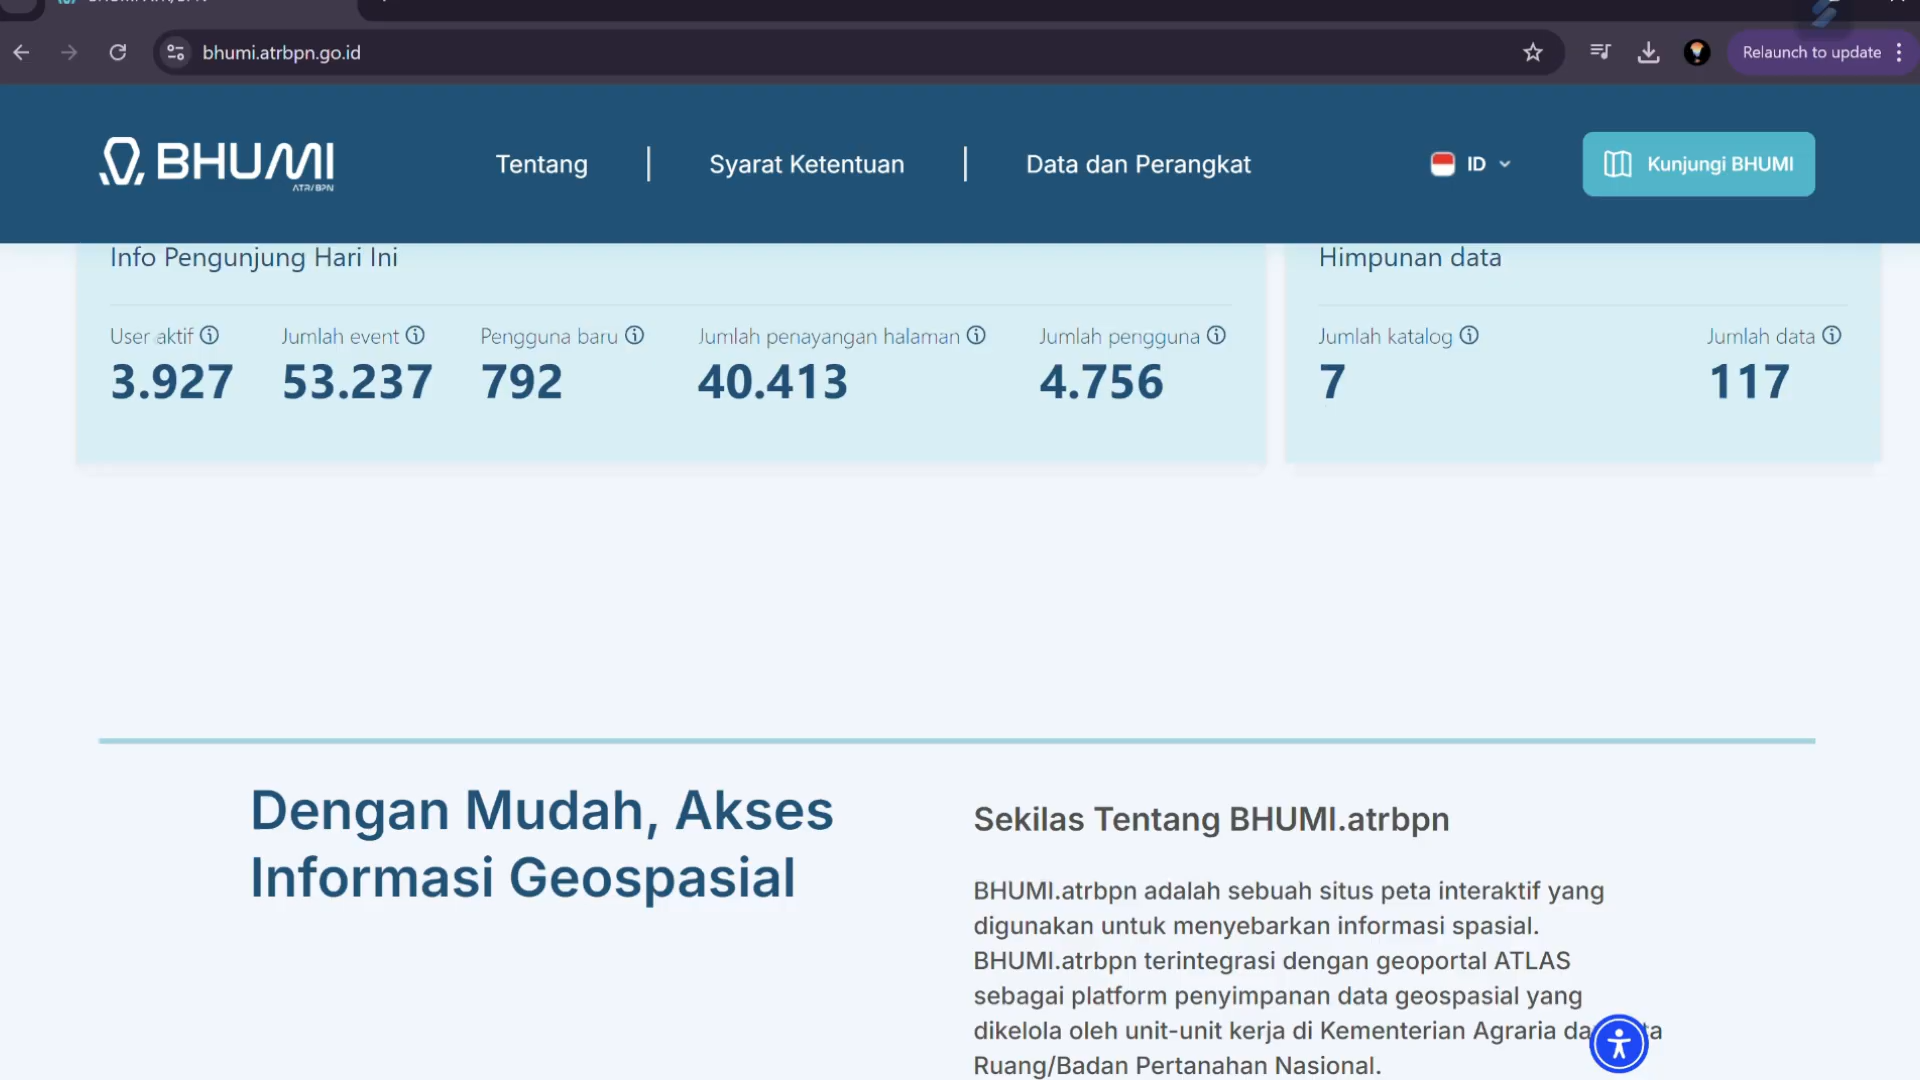 bhumi.atrbpn.go.id
Relaunch to update
BHUMI
ATR/BPN
Tentang
Syarat Ketentuan
Data dan Perangkat
ID
Kunjungi BHUMI
Info Pengunjung Hari Ini
User aktif
Jumlah event
Pengguna baru
Jumlah penayangan halaman
Jumlah pengguna
3.927
53.237
792
40.413
4.756
Himpunan data
Jumlah katalog
Jumlah data
7
117
Dengan Mudah, Akses
Informasi Geospasial
Sekilas Tentang BHUMI.atrbpn
BHUMI.atrbpn adalah sebuah situs peta interaktif yang
digunakan untuk menyebarkan informasi spasial.
BHUMI.atrbpn terintegrasi dengan geoportal ATLAS
sebagai platform penyimpanan data geospasial yang
dikelola oleh unit-unit kerja di Kementerian Agraria
Ruang/Badan Pertanahan Nasional.